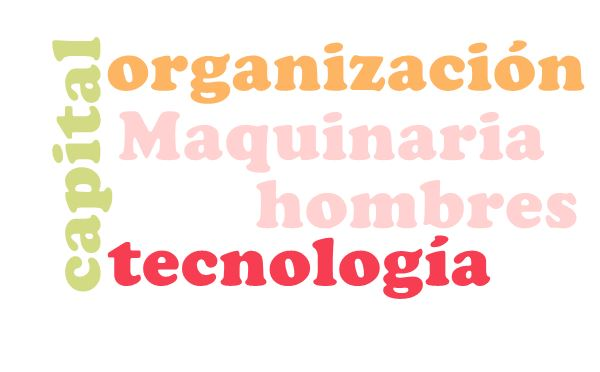 capital
organización
Maquinaria
hombres
tecnología